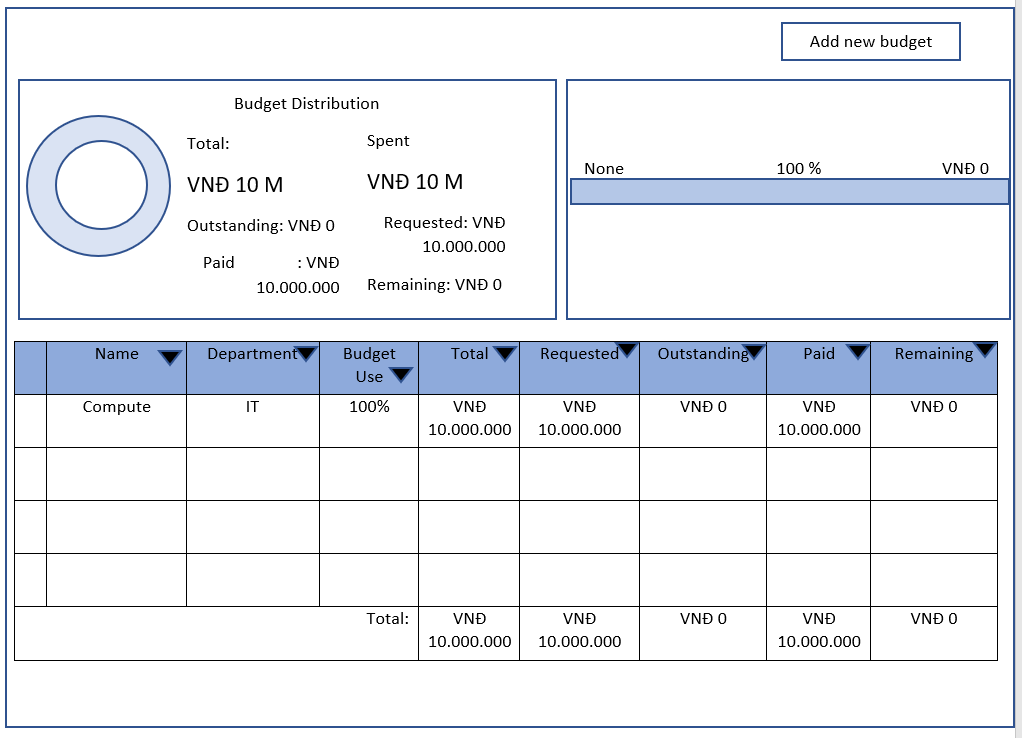 Add new budget
Budget Distribution
Total:
Spent
VNĐ 10 M
VNĐ 10 M
Outstanding: VNĐ 0
Requested: VNĐ
10.000.000
Paid : VNĐ
10.000.000
Remaining: VNĐ 0
None 100 % VNĐ 0
Name Department Budget Total Requested Outstanding Paid Remaining
Use
Compute IT 100% VNĐ VNĐ VNĐ 0 VNĐ VNĐ 0
10.000.000 10.000.000 10.000.000
Total: VNĐ VNĐ VNĐ 0 VNĐ VNĐ 0
10.000.000 10.000.000 10.000.000